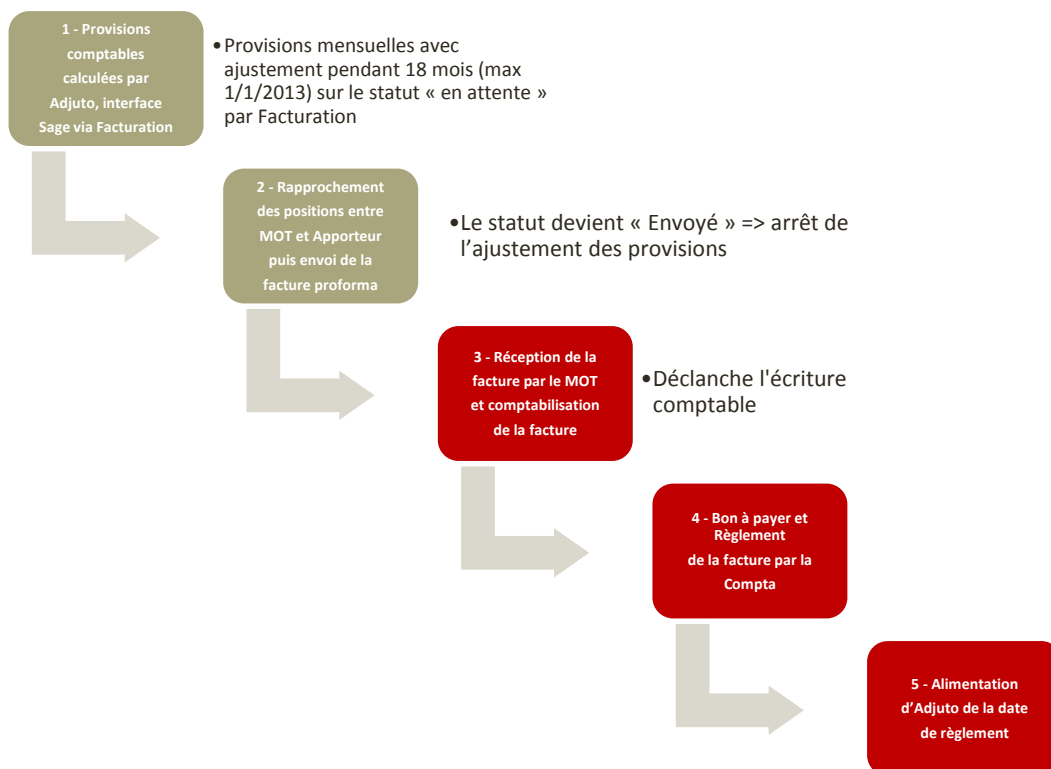 1 - Provisions
comptables
calculées par
Adjuto, interface
Sage via Facturation
•Provisions mensuelles avec
ajustement pendant 18 mois (max
1/1/2013) sur le statut « en attente »
par Facturation
2 - Rapprochement
des positions entre
MOT et Apporteur
puis envoi de la
facture proforma
•Le statut devient « Envoyé » => arrêt de
l’ajustement des provisions
3 - Réception de la
facture par le MOT
et comptabilisation
de la facture
•Déclanche l'écriture
comptable
4 - Bon à payer et
Règlement
de la facture par la
Compta
5 - Alimentation
d’Adjuto de la date
de règlement